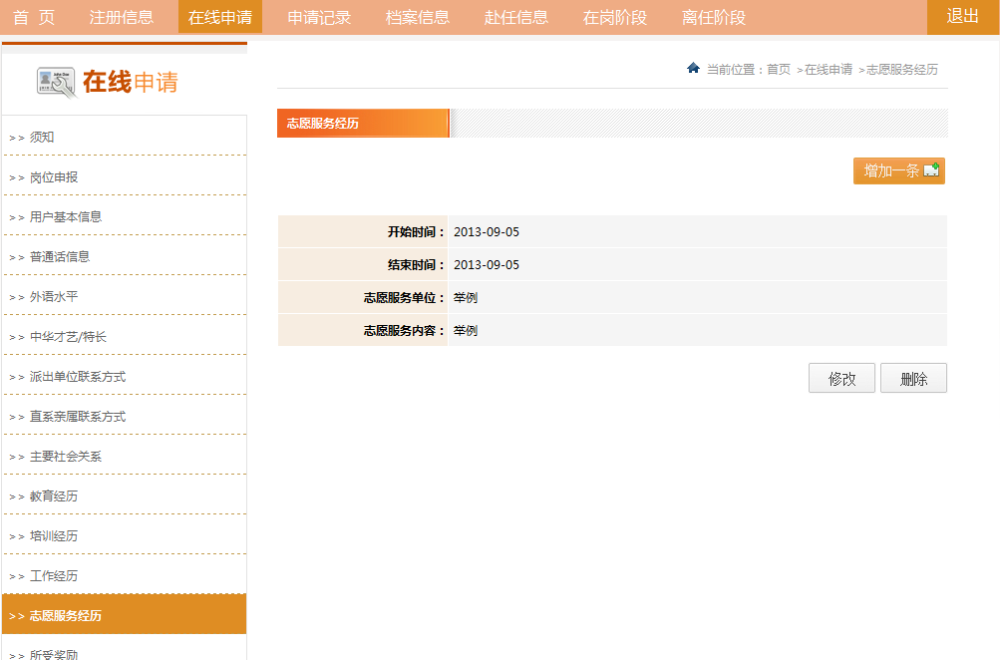 首 页 注册信息 在线申请 申请记录 档案信息 赴任信息 在岗阶段 离任阶段 退出
在线申请
当前位置：首页 >在线申请 >志愿服务经历
>> 须知
>> 岗位申报
>> 用户基本信息
>> 普通话信息
>> 外语水平
>> 中华才艺/特长
>> 派出单位联系方式
>> 直系亲属联系方式
>> 主要社会关系
>> 教育经历
>> 培训经历
>> 工作经历
>> 志愿服务经历
>> 所受奖励
志愿服务经历
增加一条
开始时间： 2013-09-05
结束时间： 2013-09-05
志愿服务单位： 举例
志愿服务内容： 举例
修改 删除